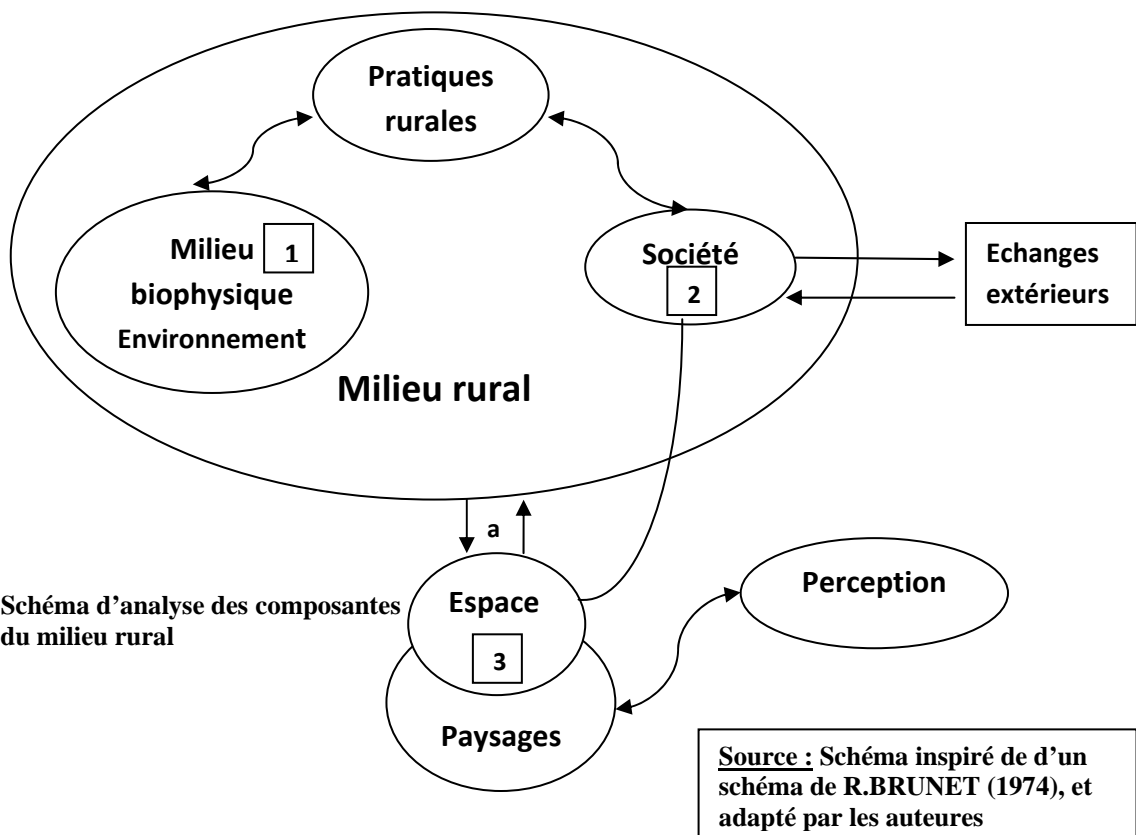 Pratiques
rurales
Milieu 1
biophysique
Environnement
Société
2
Echanges
extérieurs
Milieu rural
a
Schéma d'analyse des composantes
du milieu rural
Espace
3
Paysages
Perception
Source : Schéma inspiré de d'un
schéma de R.BRUNET (1974), et
adapté par les auteures